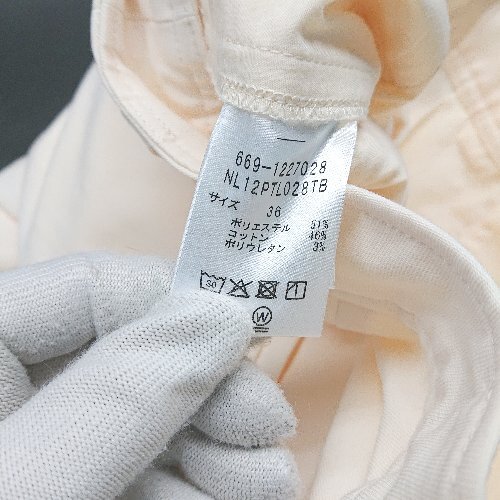 669-1227028
NL12PTL028TB
サイズ 36
ポリエステル 51%
コットン 46%
ポリウレタン 3%
30
W